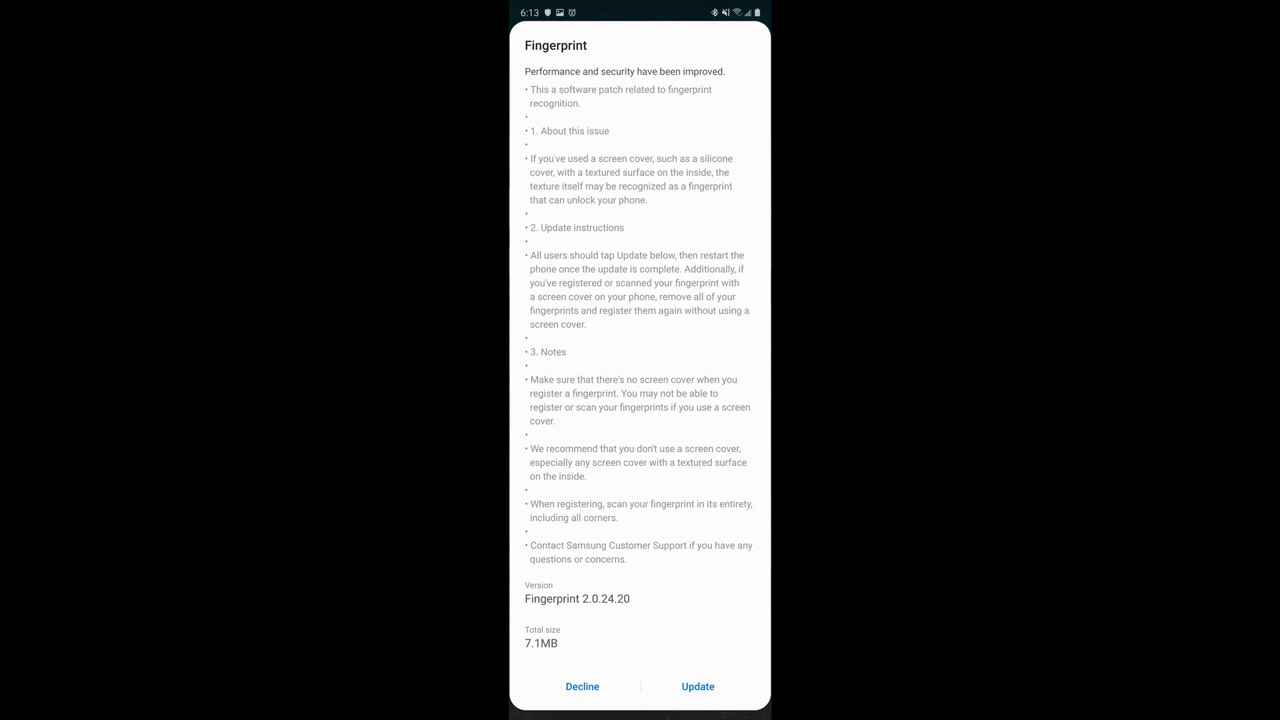 6:13
Fingerprint
Performance and security have been improved.
• This a software patch related to fingerprint
recognition.
•
• 1. About this issue
•
• If you've used a screen cover, such as a silicone
cover, with a textured surface on the inside, the
texture itself may be recognized as a fingerprint
that can unlock your phone.
•
• 2. Update instructions
•
• All users should tap Update below, then restart the
phone once the update is complete. Additionally, if
you've registered or scanned your fingerprint with
a screen cover on your phone, remove all of your
fingerprints and register them again without using a
screen cover.
•
• 3. Notes
•
• Make sure that there's no screen cover when you
register a fingerprint. You may not be able to
register or scan your fingerprints if you use a screen
cover.
•
• We recommend that you don't use a screen cover,
especially any screen cover with a textured surface
on the inside.
•
• When registering, scan your fingerprint in its entirety,
including all corners.
•
• Contact Samsung Customer Support if you have any
questions or concerns.
Version
Fingerprint 2.0.24.20
Total size
7.1MB
Decline Update